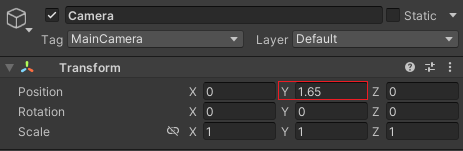 Camera Static
Tag MainCamera Layer Default
Transform
Position X 0 Y 1.65 Z 0
Rotation X 0 Y 0 Z 0
Scale X 1 Y 1 Z 1